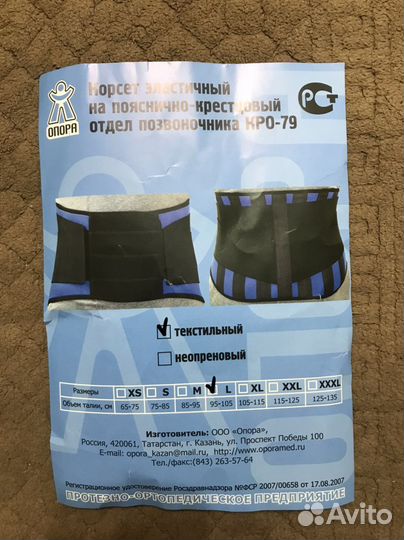 ОПОРА
Корсет эластичный
на пояснично-крестцовый
отдел позвоночника КРО-79
РСТ
текстильный
неопреновый
Размеры XS S M L XL XXL XXXL
Объем талии, см 65-75 75-85 85-95 95-105 105-115 115-125 125-135
Изготовитель: ООО «Опора»,
Россия, 420061, Татарстан, г. Казань, ул. Проспект Победы 100
E-mail: opora_kazan@mail.ru, http://www.oporamed.ru
Тел./факс:(843) 263-57-64
Регистрационное удостоверение Росздравнадзора №ФСР 2007/00658 от 17.08.2007
ПРОТЕЗНО-ОРТОПЕДИЧЕСКОЕ ПРЕДПРИЯТИЕ
Avito